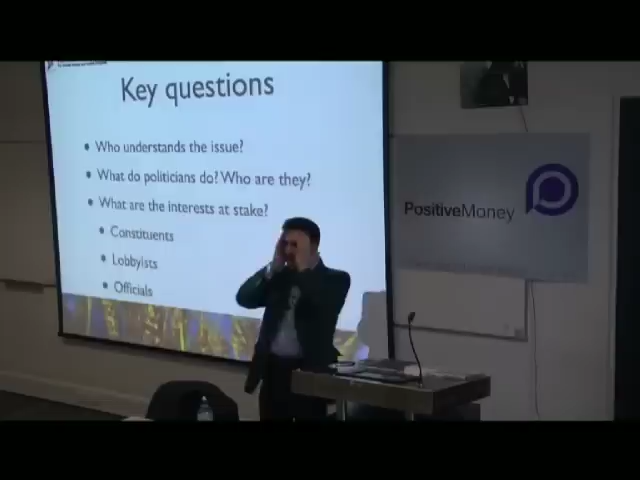 Key questions
• Who understands the issue?
• What do politicians do? Who are they?
• What are the interests at stake?
• Constituents
• Lobbyists
• Officials
PositiveMoney